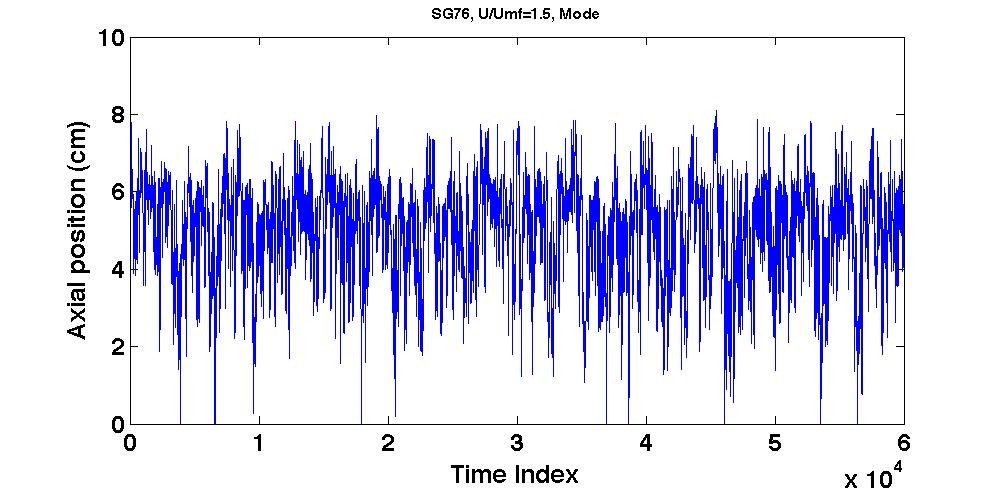 SG76, U/Umf=1.5, Mode
10
8
6
4
2
0
Axial position (cm)
0 1 2 3 4 5 6
Time Index
x 10^4